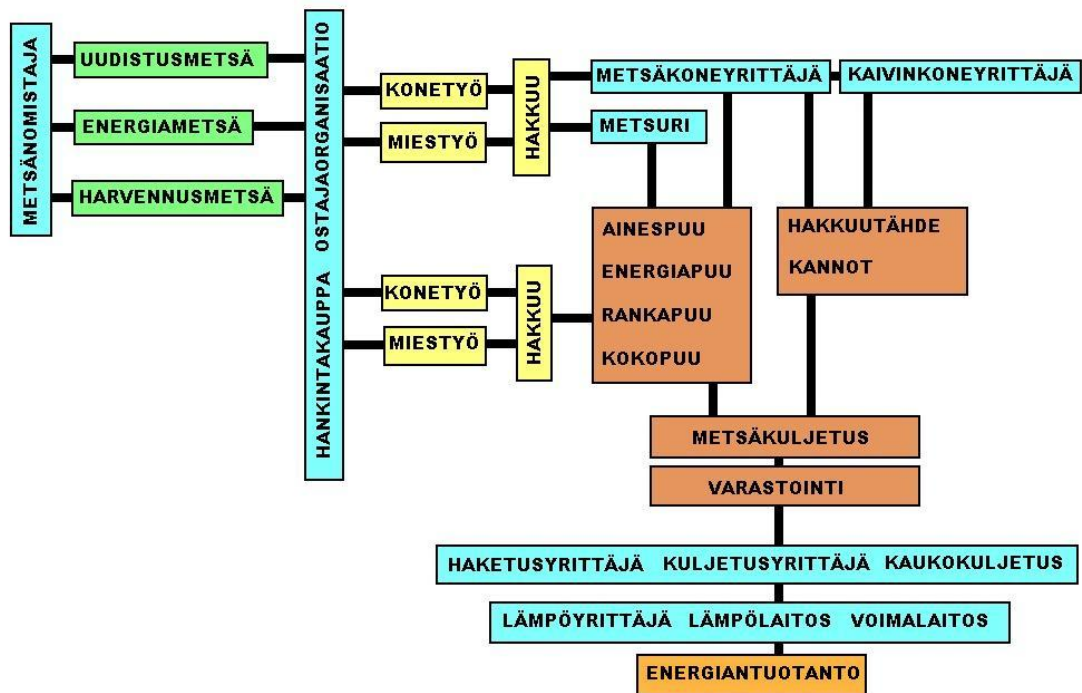 METSÄNOMISTAJA
UUDISTUSMETSÄ
ENERGIAMETSÄ
HARVENNUSMETSÄ
HANKINTAKAUPPA OSTAJAORGANISAATIO
KONETYÖ
MIESTYÖ
HAKKUU
KONETYÖ
MIESTYÖ
HAKKUU
METSÄKONEYRITTÄJÄ
KAIVINKONEYRITTÄJÄ
METSURI
AINESPUU
ENERGIAPUU
RANKAPUU
KOKOPUU
HAKKUUTÄHDE
KANNOT
METSÄKULJETUS
VARASTOINTI
HAKETUSYRITTÄJÄ KULJETUSYRITTÄJÄ KAUKOKULJETUS
LÄMPÖYRITTÄJÄ LÄMPÖLAITOS VOIMALAITOS
ENERGIANTUOTANTO